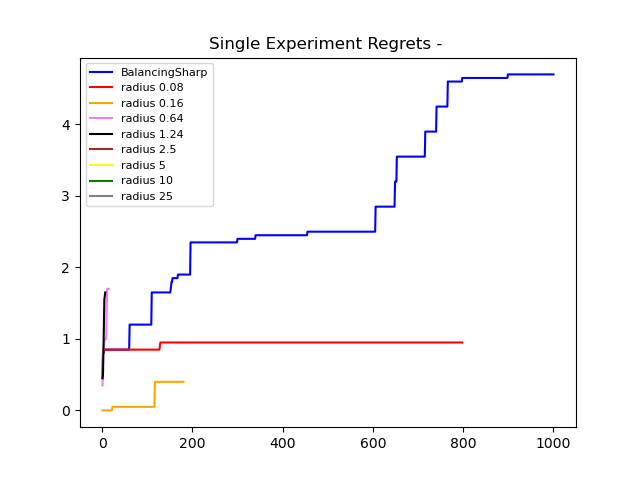 Single Experiment Regrets -
BalancingSharp
radius 0.08
radius 0.16
radius 0.64
radius 1.24
radius 2.5
radius 5
radius 10
radius 25
4
3
2
1
0
0 200 400 600 800 1000